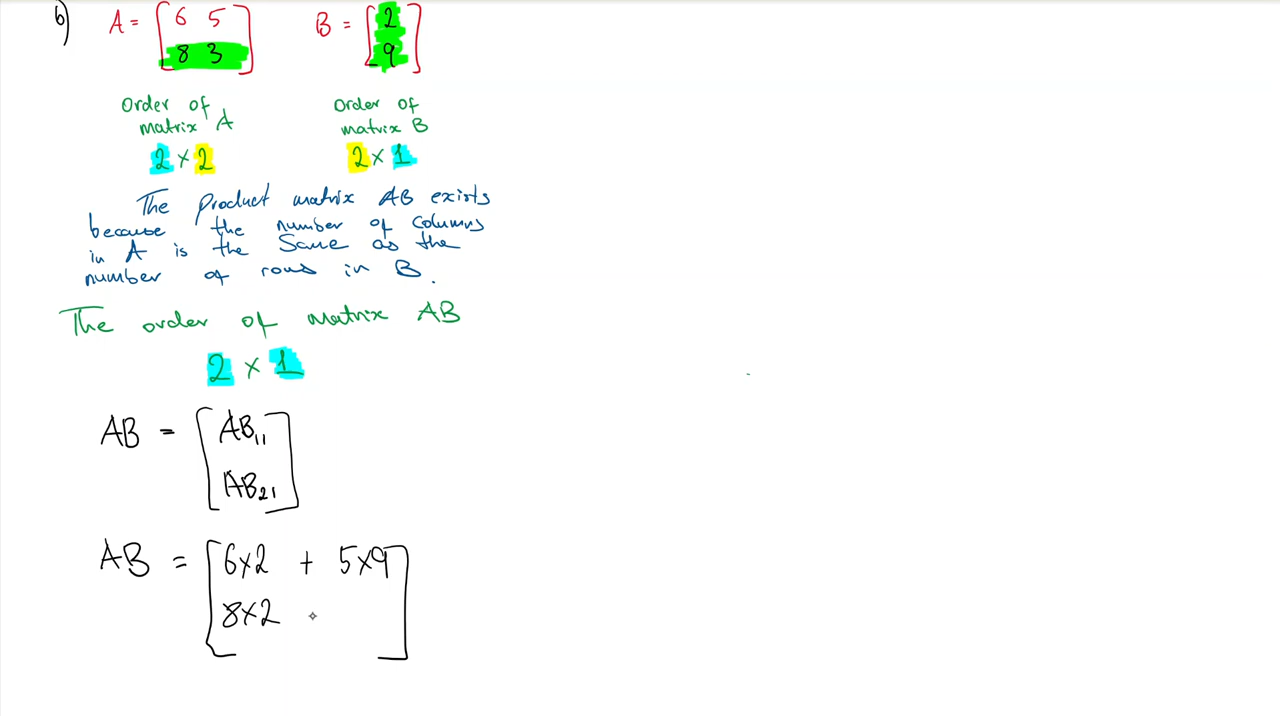 b) A = [6 5 B = [2
8 3] 9]
Order of Order of
matrix A matrix B
2 × 2 2 × 1
The product matrix AB exists
because the number of columns
in A is the same as the
number of rows in B.
The order of matrix AB
2 × 1
AB = [AB₁₁
AB₂₁]
AB = [6×2 + 5×9
8×2 ]